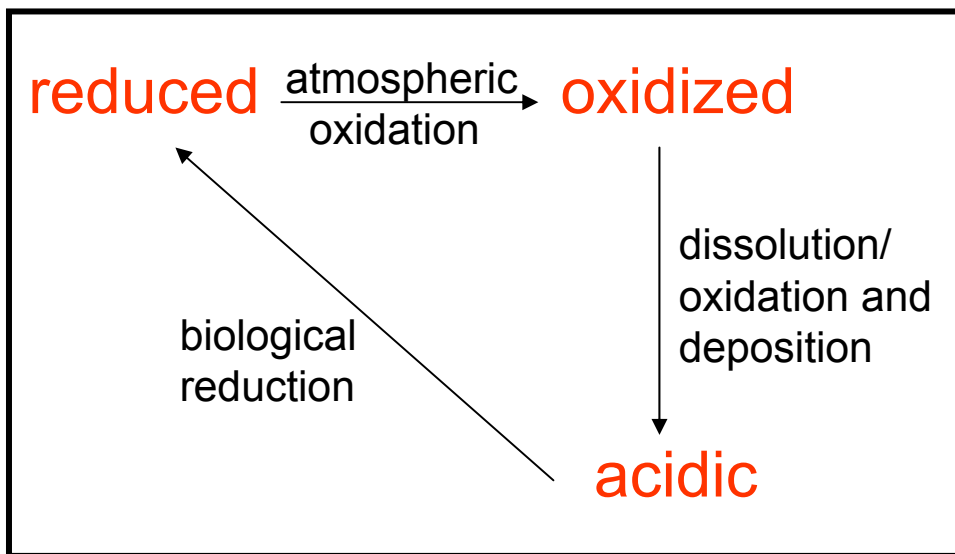 reduced
atmospheric
oxidation
oxidized
dissolution/
oxidation and
deposition
biological
reduction
acidic